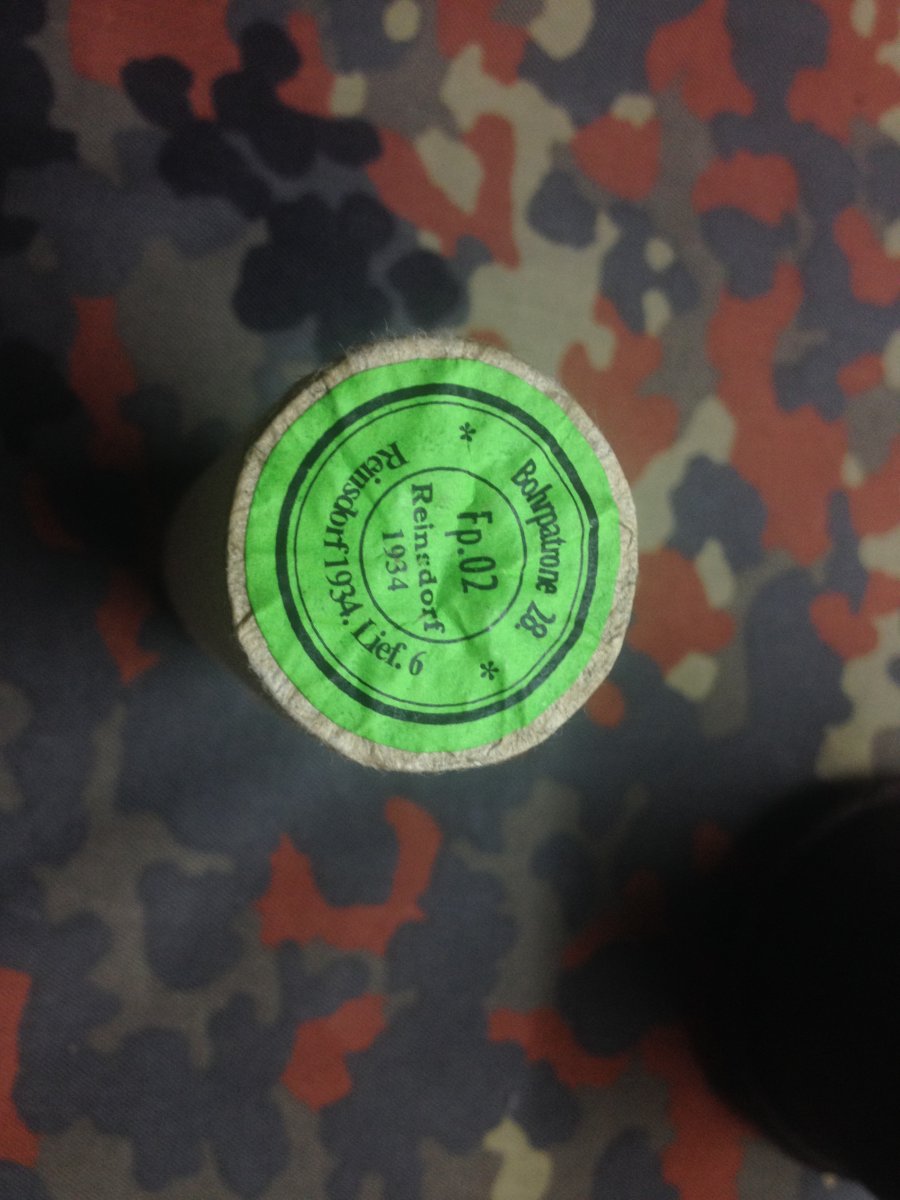 * Bohrpatrone 28 *
Reinsdorf 1934. Lief. 6
Fp.02
Reinsdorf
1934